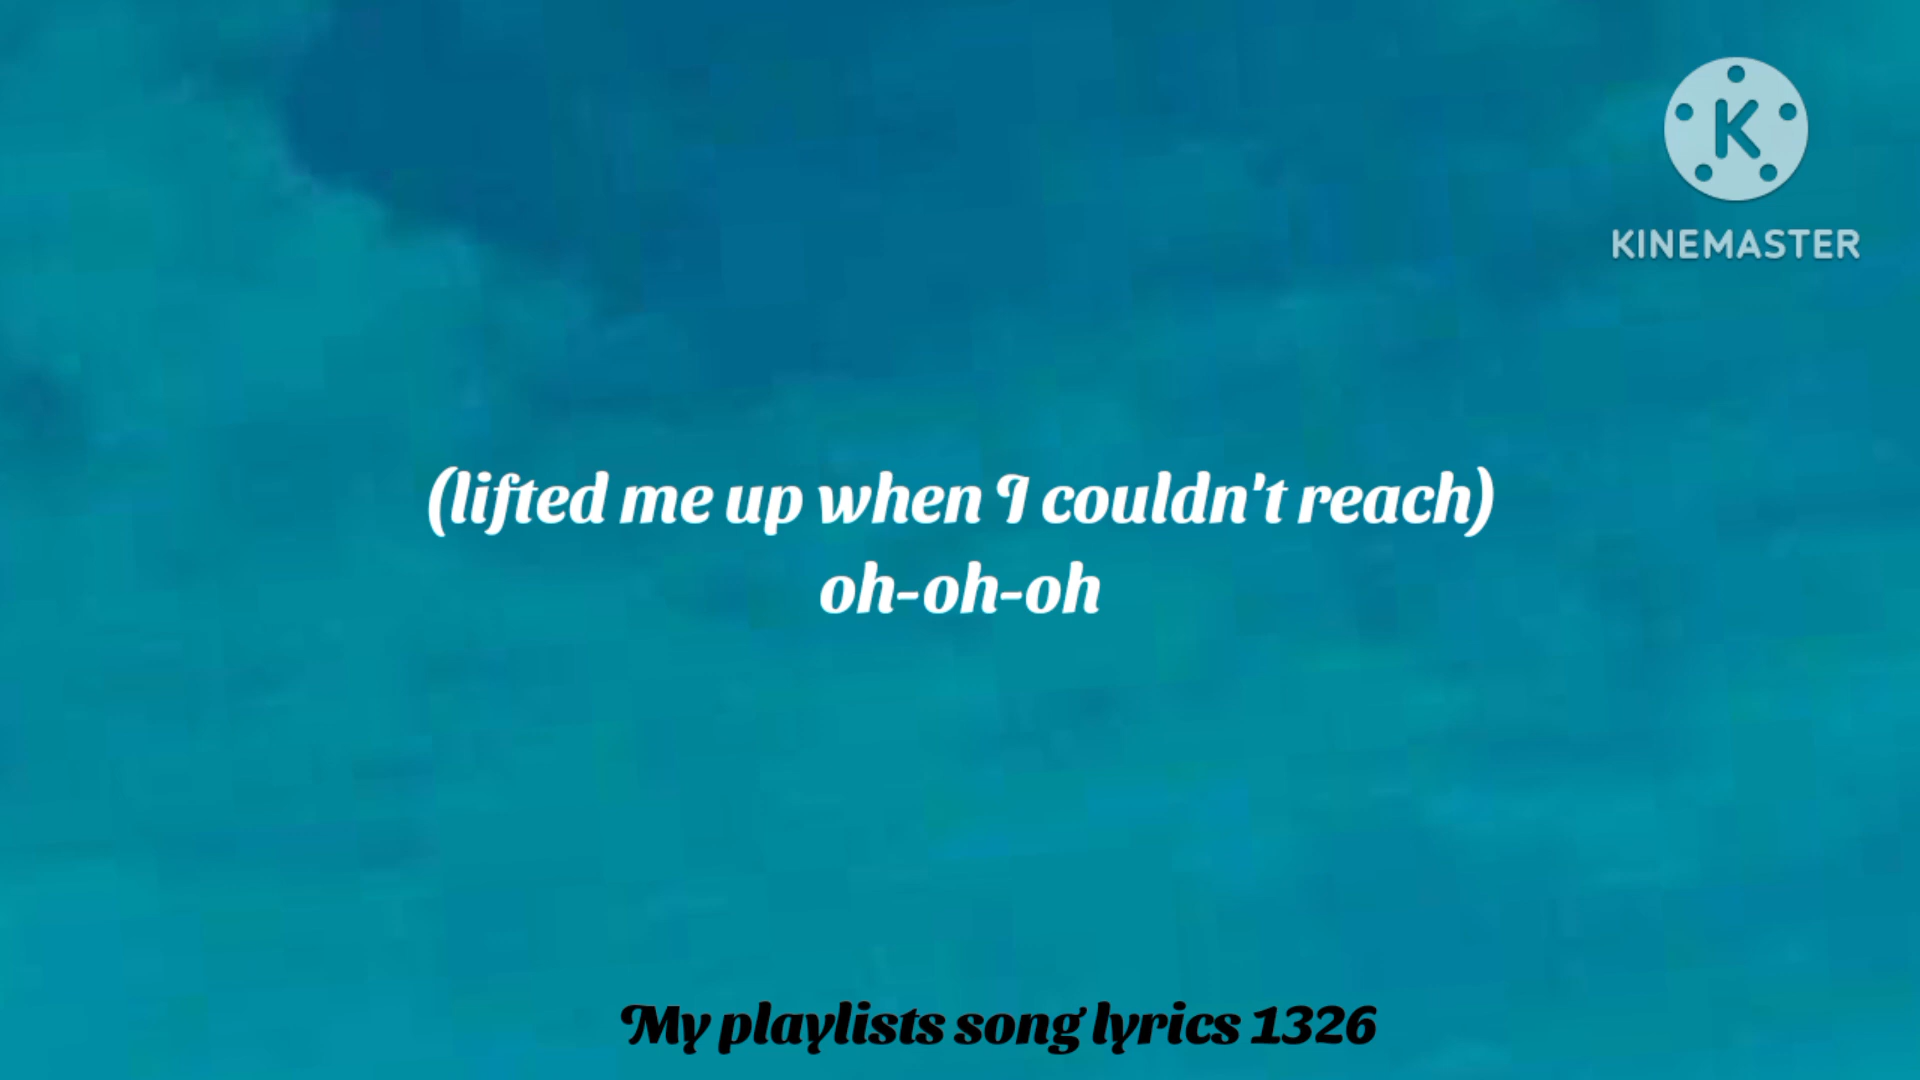 K
KINEMASTER
(lifted me up when I couldn't reach)
oh-oh-oh
My playlists song lyrics 1326